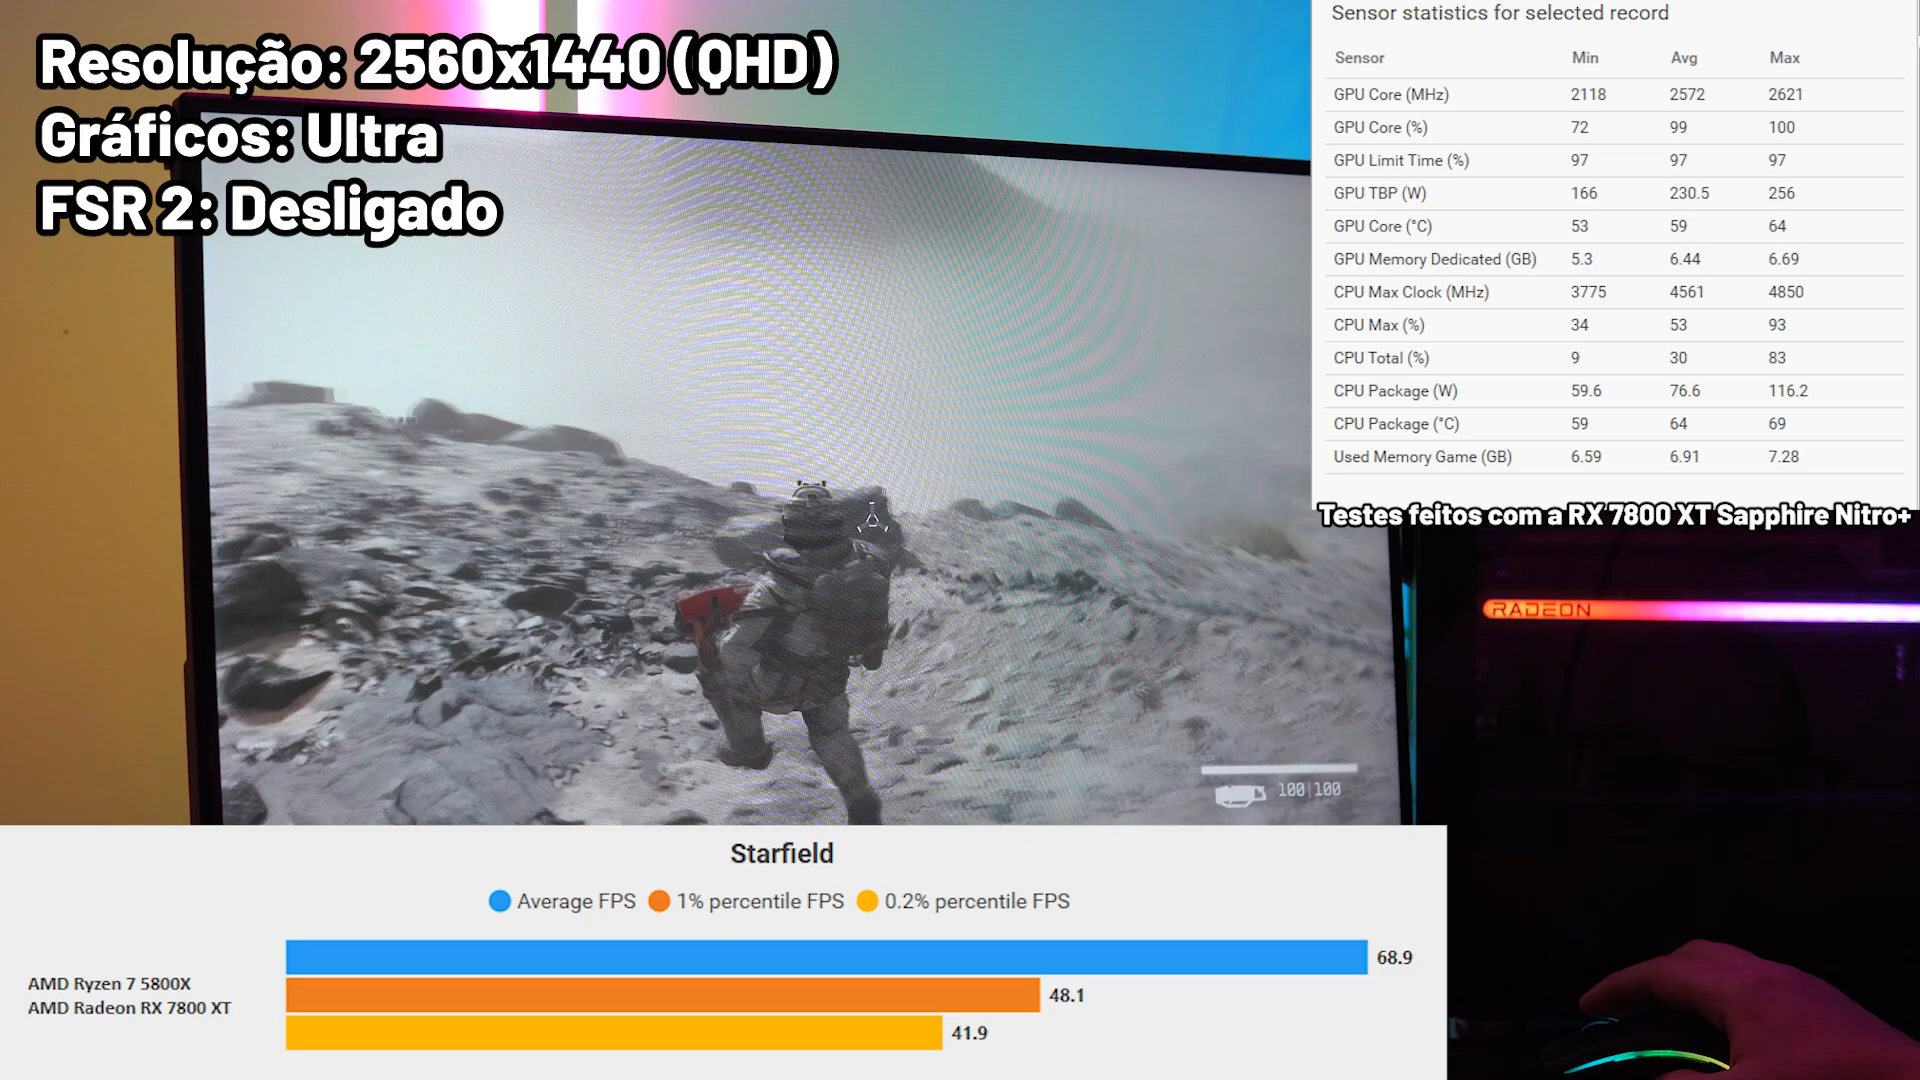 Resolução: 2560x1440 (QHD)
Gráficos: Ultra
FSR 2: Desligado
Sensor statistics for selected record
Sensor Min Avg Max
GPU Core (MHz) 2118 2572 2621
GPU Core (%) 72 99 100
GPU Limit Time (%) 97 97 97
GPU TBP (W) 166 230.5 256
GPU Core (°C) 53 59 64
GPU Memory Dedicated (GB) 5.3 6.44 6.69
CPU Max Clock (MHz) 3775 4561 4850
CPU Max (%) 34 53 93
CPU Total (%) 9 30 83
CPU Package (W) 59.6 76.6 116.2
CPU Package (°C) 59 64 69
Used Memory Game (GB) 6.59 6.91 7.28
Testes feitos com a RX 7800 XT Sapphire Nitro+
RADEON
100|100
Starfield
Average FPS 1% percentile FPS 0.2% percentile FPS
AMD Ryzen 7 5800X
AMD Radeon RX 7800 XT
68.9
48.1
41.9